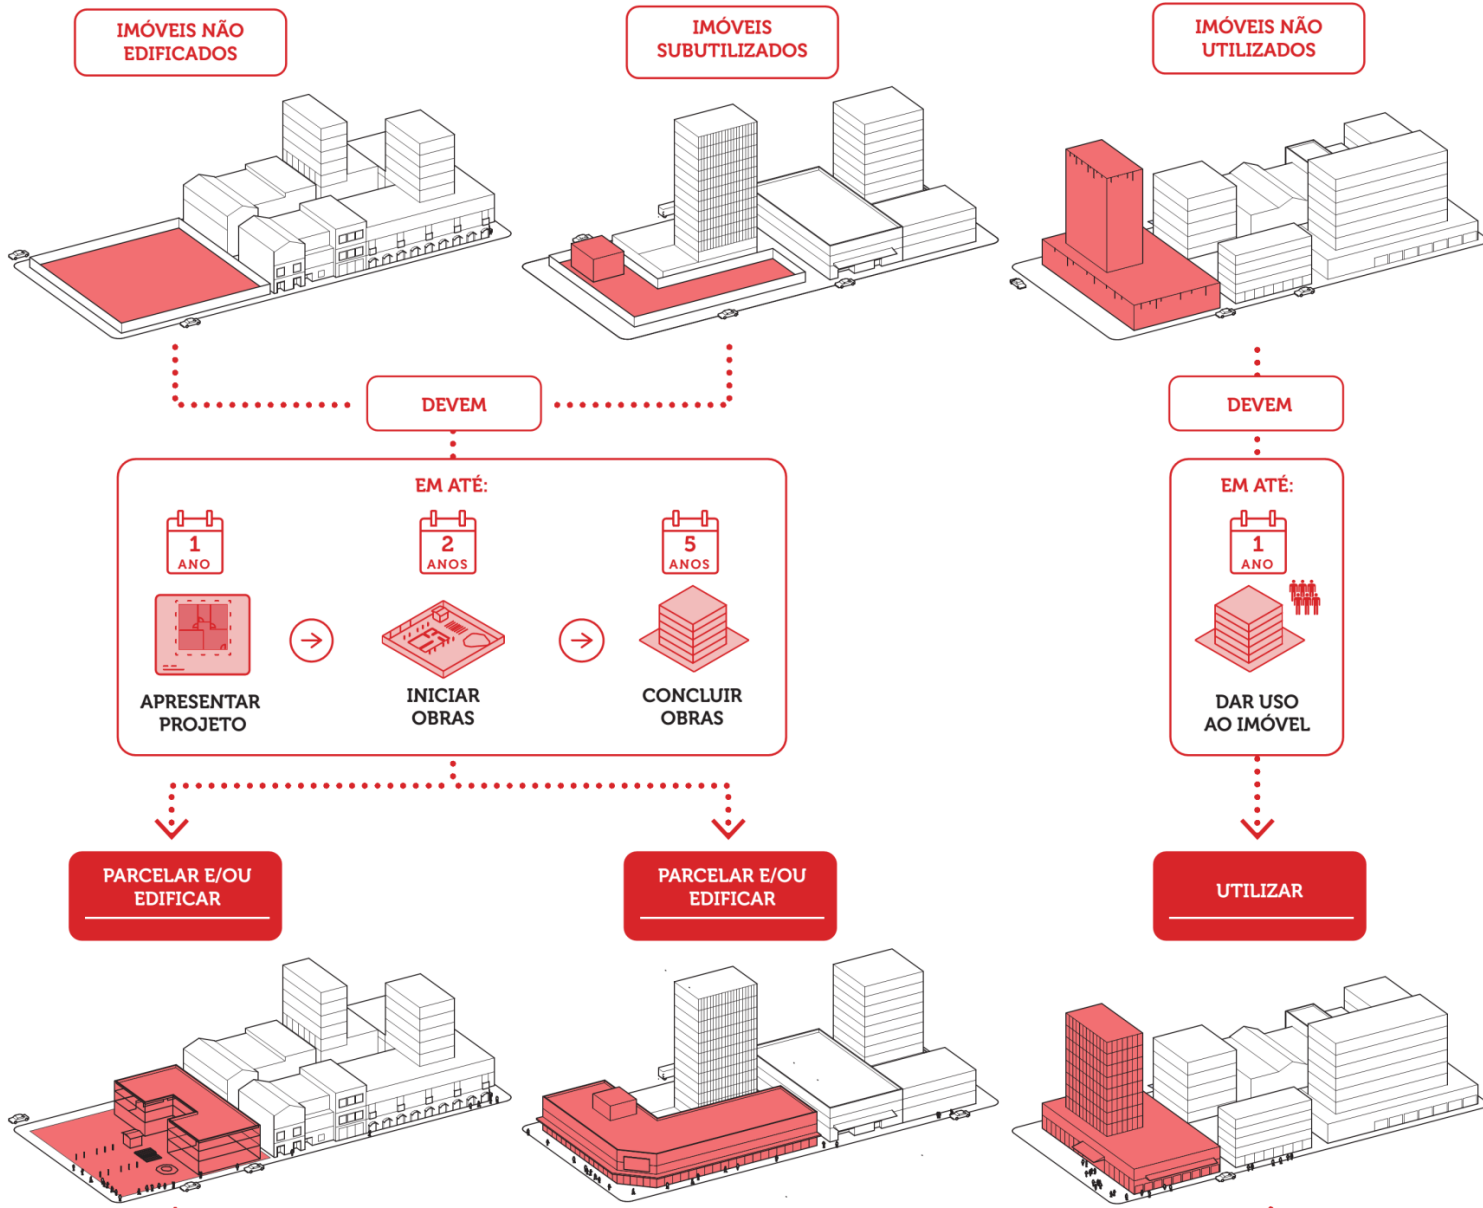 IMÓVEIS NÃO
EDIFICADOS
IMÓVEIS
SUBUTILIZADOS
IMÓVEIS NÃO
UTILIZADOS
DEVEM
DEVEM
EM ATÉ:
1
ANO
2
ANOS
5
ANOS
APRESENTAR
PROJETO
INICIAR
OBRAS
CONCLUIR
OBRAS
EM ATÉ:
1
ANO
DAR USO
AO IMÓVEL
PARCELAR E/OU
EDIFICAR
PARCELAR E/OU
EDIFICAR
UTILIZAR